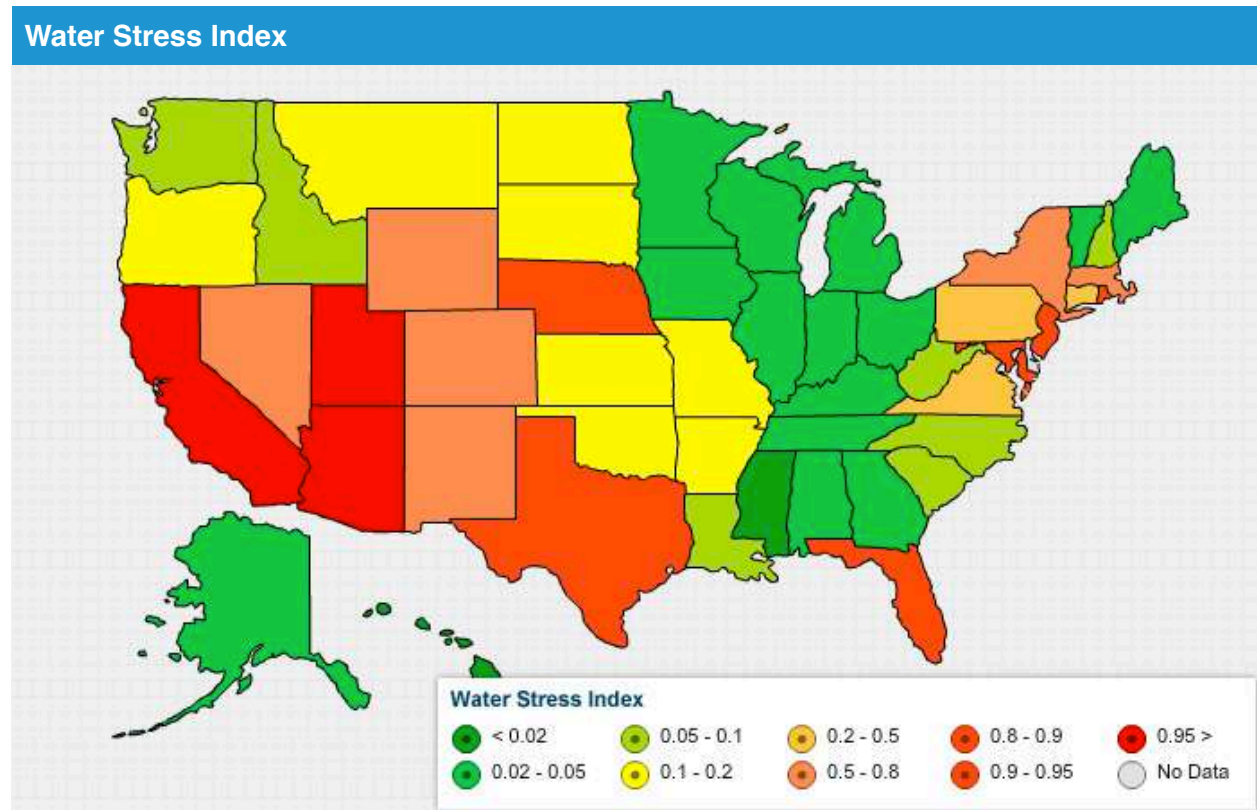 Water Stress Index
Water Stress Index
< 0.02
0.05 - 0.1
0.2 - 0.5
0.8 - 0.9
0.95 >
0.02 - 0.05
0.1 - 0.2
0.5 - 0.8
0.9 - 0.95
No Data